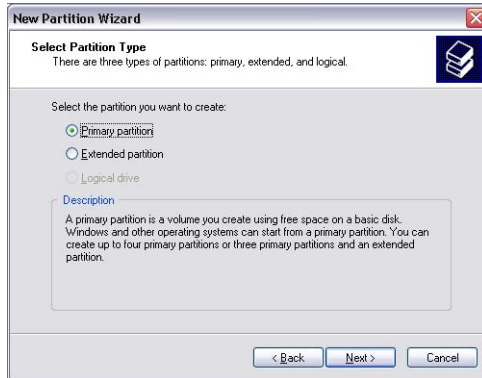 New Partition Wizard
Select Partition Type
There are three types of partitions: primary, extended, and logical.
Select the partition you want to create:
Primary partition
Extended partition
Logical drive
Description
A primary partition is a volume you create using free space on a basic disk.
Windows and other operating systems can start from a primary partition. You can
create up to four primary partitions or three primary partitions and an extended
partition.
< Back
Next >
Cancel